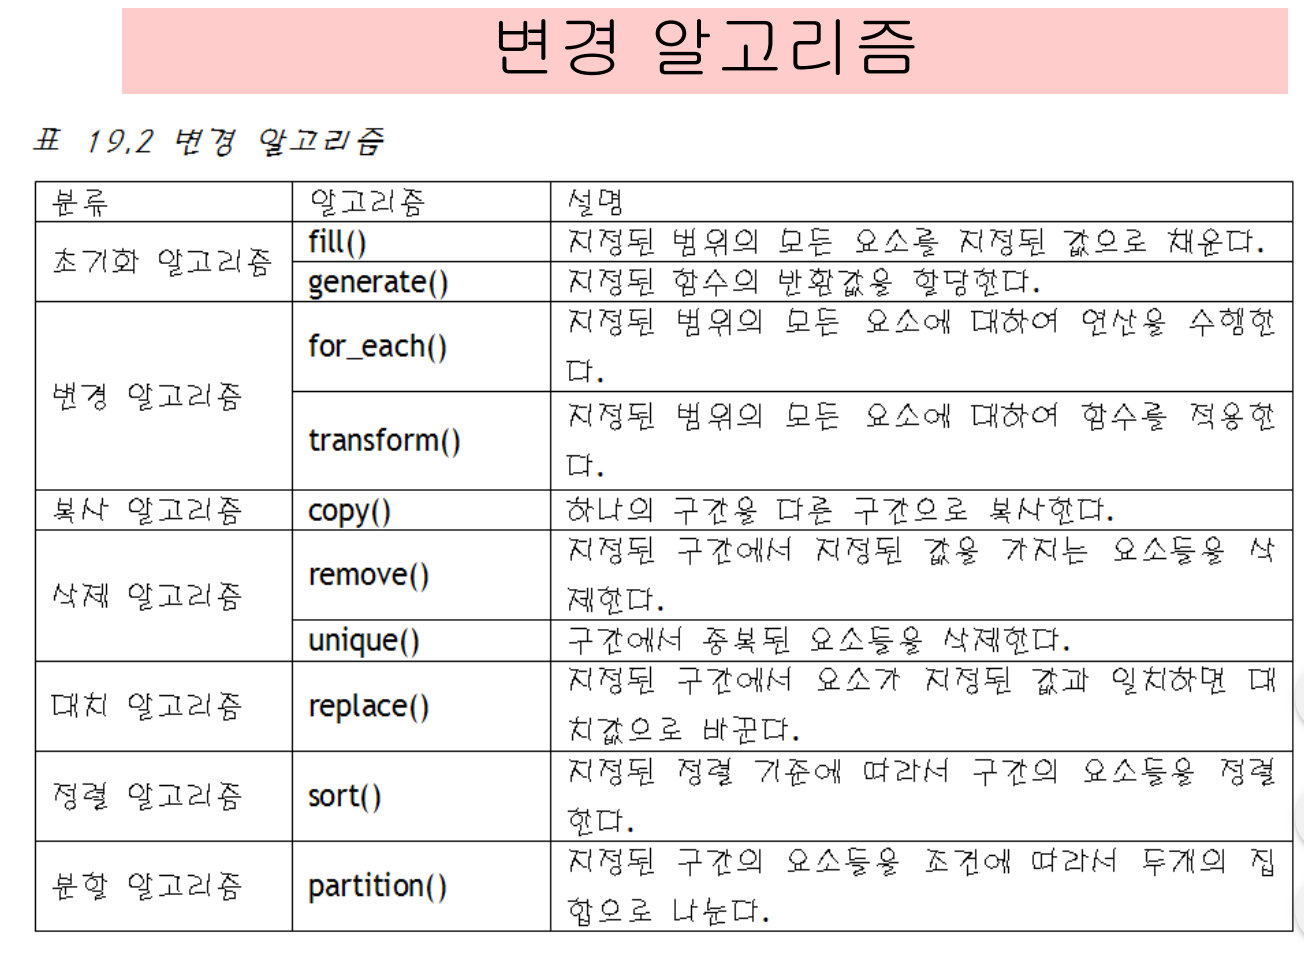 변경 알고리즘
표 19.2 변경 알고리즘
분류 알고리즘 설명
초기화 알고리즘
fill() 지정된 범위의 모든 요소를 지정된 값으로 채운다.
generate() 지정된 함수의 반환값을 할당한다.
변경 알고리즘
for_each() 지정된 범위의 모든 요소에 대하여 연산을 수행한
다.
transform() 지정된 범위의 모든 요소에 대하여 함수를 적용한
다.
복사 알고리즘 copy() 하나의 구간을 다른 구간으로 복사한다.
삭제 알고리즘
remove() 지정된 구간에서 지정된 값을 가지는 요소들을 삭
제한다.
unique() 구간에서 중복된 요소들을 삭제한다.
대치 알고리즘 replace() 지정된 구간에서 요소가 지정된 값과 일치하면 대
치값으로 바꾼다.
정렬 알고리즘 sort() 지정된 정렬 기준에 따라서 구간의 요소들을 정렬
한다.
분할 알고리즘 partition() 지정된 구간의 요소들을 조건에 따라서 두개의 집
합으로 나눈다.